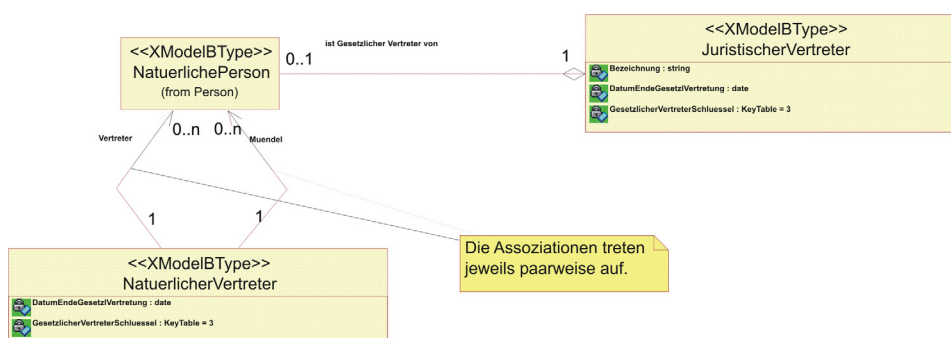 <<XModelBType>>
NatuerlichePerson
(from Person)
0..1
ist Gesetzlicher Vertreter von
1
<<XModelBType>>
JuristischerVertreter
Bezeichnung : string
DatumEndeGesetzlVertretung : date
GesetzlicherVertreterSchluessel : KeyTable = 3
Vertreter
0..n
0..n
Muendel
1
1
Die Assoziationen treten
jeweils paarweise auf.
<<XModelBType>>
NatuerlicherVertreter
DatumEndeGesetzlVertretung : date
GesetzlicherVertreterSchluessel : KeyTable = 3